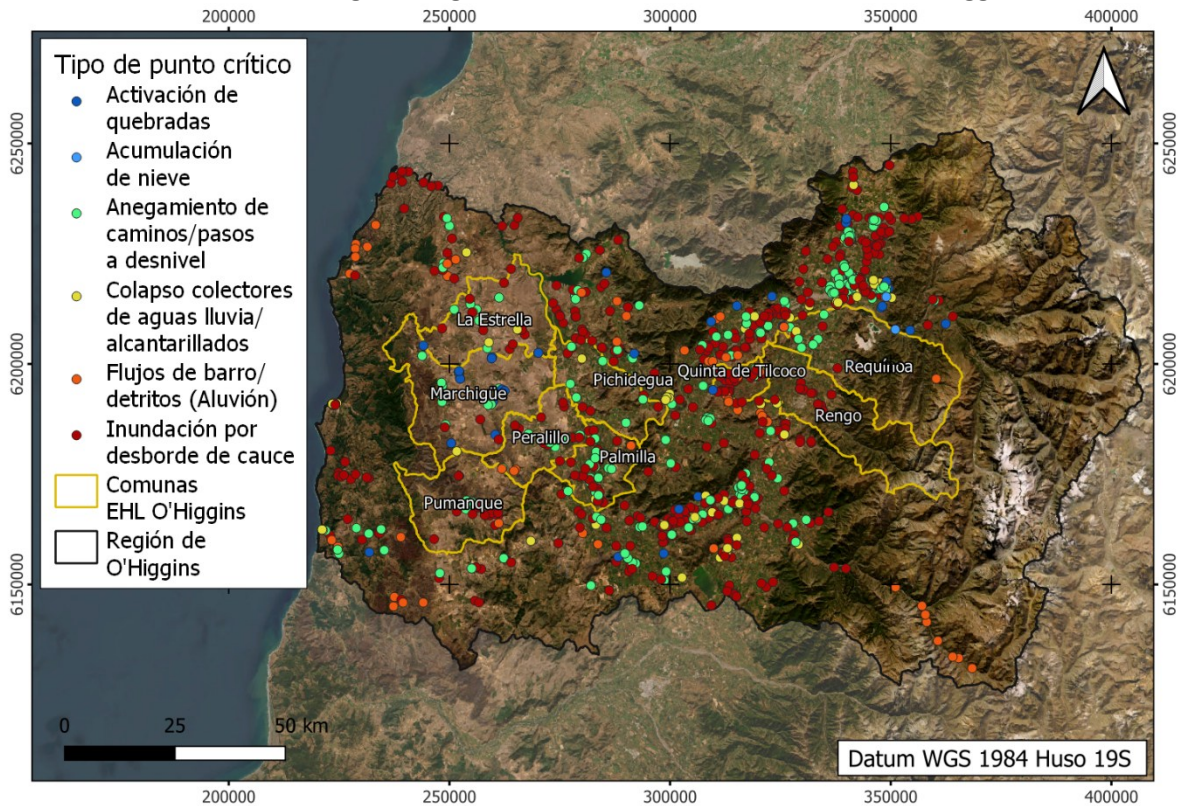 200000 250000 300000 350000 400000
Tipo de punto crítico
Activación de
quebradas
Acumulación
de nieve
Anegamiento de
caminos/pasos
a desnivel
Colapso colectores
de aguas lluvia/
alcantarillados
Flujos de barro/
detritos (Aluvión)
Inundación por
desborde de cauce
Comunas
EHL O'Higgins
Región de
O'Higgins
6250000
6200000
6150000
La Estrella
Marchigüe
Pichidegua
Quinta de Tilcoco
Requínoa
Rengo
Peralillo
Palmilla
Pumanque
6250000
6200000
6150000
0 25 50 km
Datum WGS 1984 Huso 19S
200000 250000 300000 350000 400000